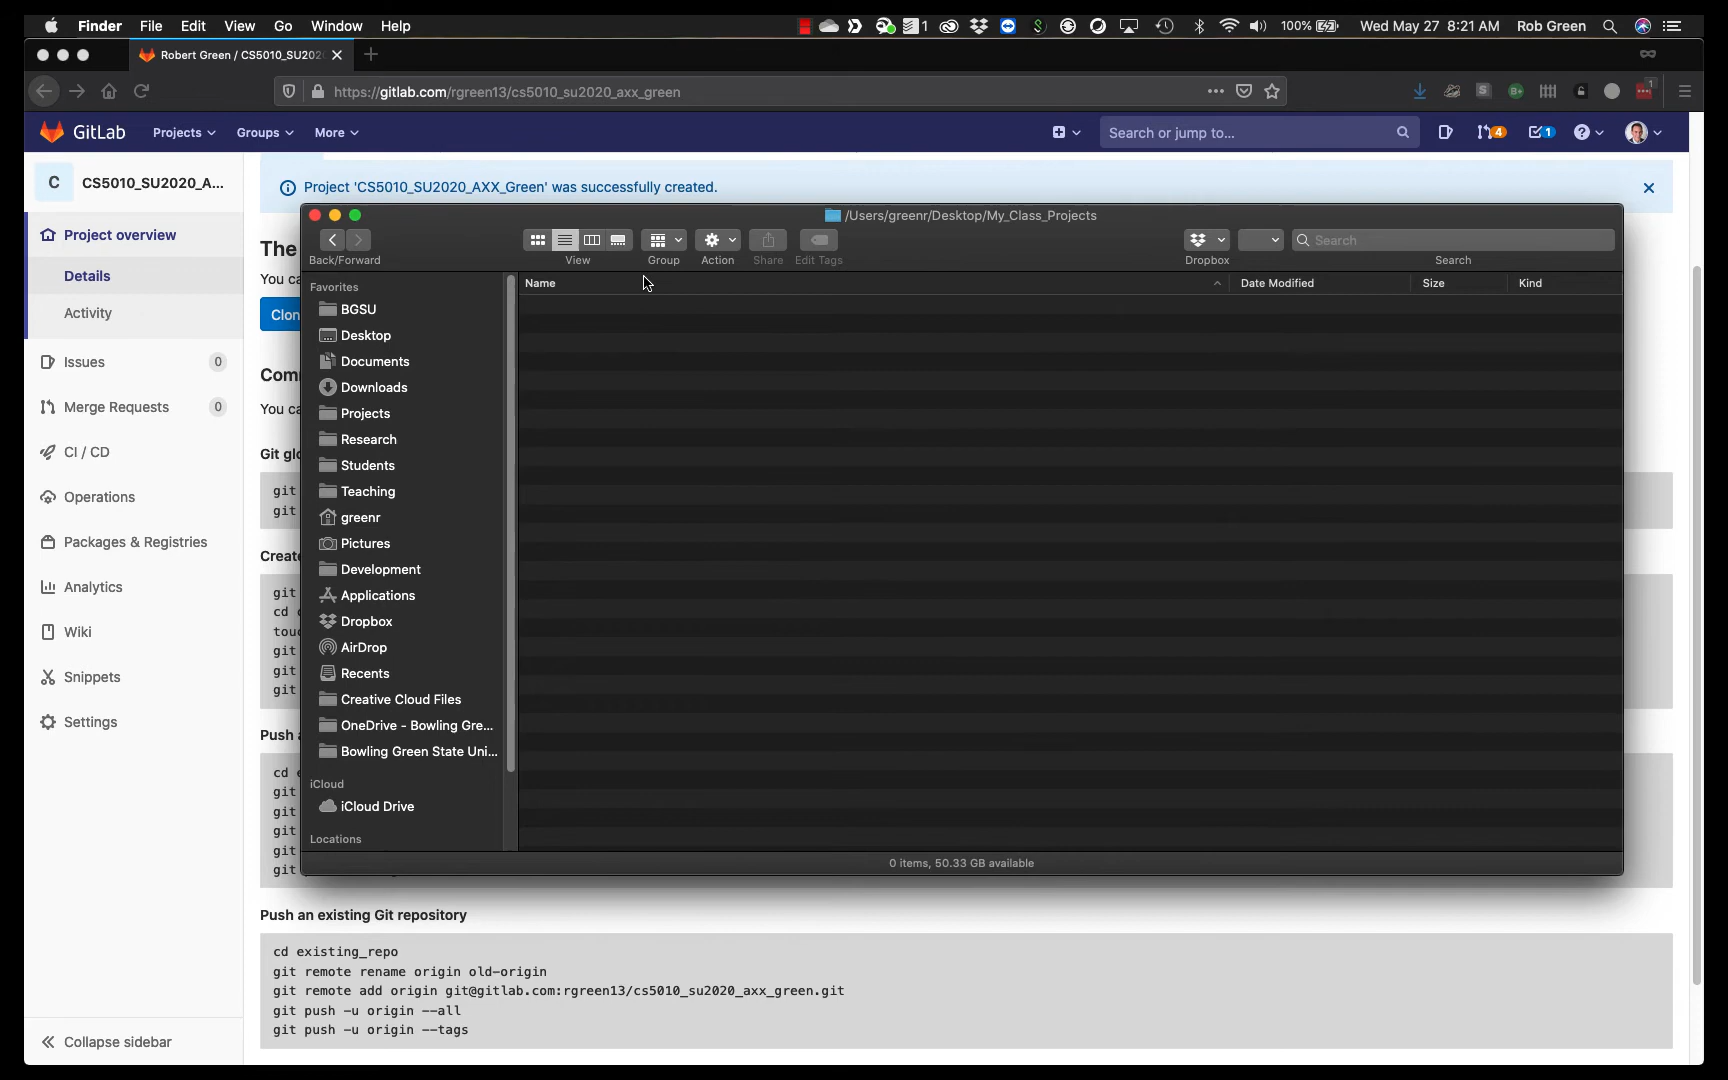 Finder File Edit View Go Window Help
1
100%
Wed May 27 8:21 AM Rob Green
Robert Green / CS5010_SU202
https://gitlab.com/rgreen13/cs5010_su2020_axx_green
1
GitLab Projects Groups More
Search or jump to...
4
1
C CS5010_SU2020_A...
Project overview
Details
Activity
Issues 0
Merge Requests 0
CI / CD
Operations
Packages & Registries
Analytics
Wiki
Snippets
Settings
Collapse sidebar
Project 'CS5010_SU2020_AXX_Green' was successfully created.
The
You ca
Clon
Com
You ca
Git glo
git
git
Create
git
cd
touc
git
git
git
Push
cd e
git
git
git
git
git
/Users/greenr/Desktop/My_Class_Projects
Back/Forward View Group Action Share Edit Tags Dropbox Search
Search
Name Date Modified Size Kind
Favorites
BGSU
Desktop
Documents
Downloads
Projects
Research
Students
Teaching
greenr
Pictures
Development
Applications
Dropbox
AirDrop
Recents
Creative Cloud Files
OneDrive - Bowling Gre...
Bowling Green State Uni...
iCloud
iCloud Drive
Locations
0 items, 50.33 GB available
Push an existing Git repository
cd existing_repo
git remote rename origin old-origin
git remote add origin git@gitlab.com:rgreen13/cs5010_su2020_axx_green.git
git push -u origin --all
git push -u origin --tags